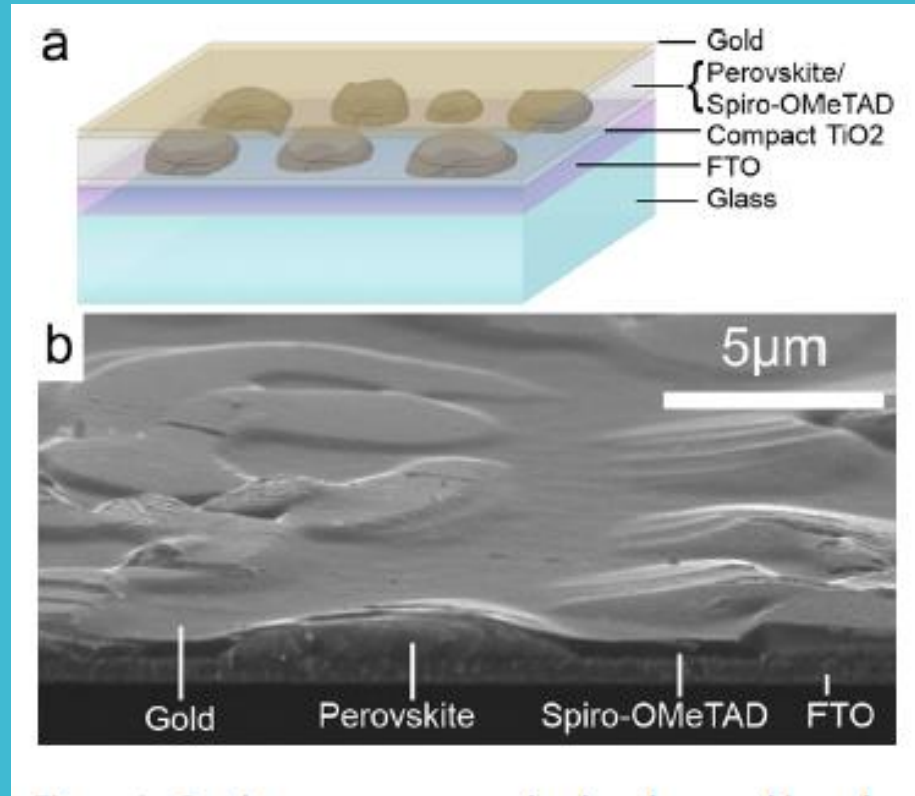 a
Gold
Perovskite/
Spiro-OMeTAD
Compact TiO2
FTO
Glass
b
5µm
Gold
Perovskite
Spiro-OMeTAD
FTO